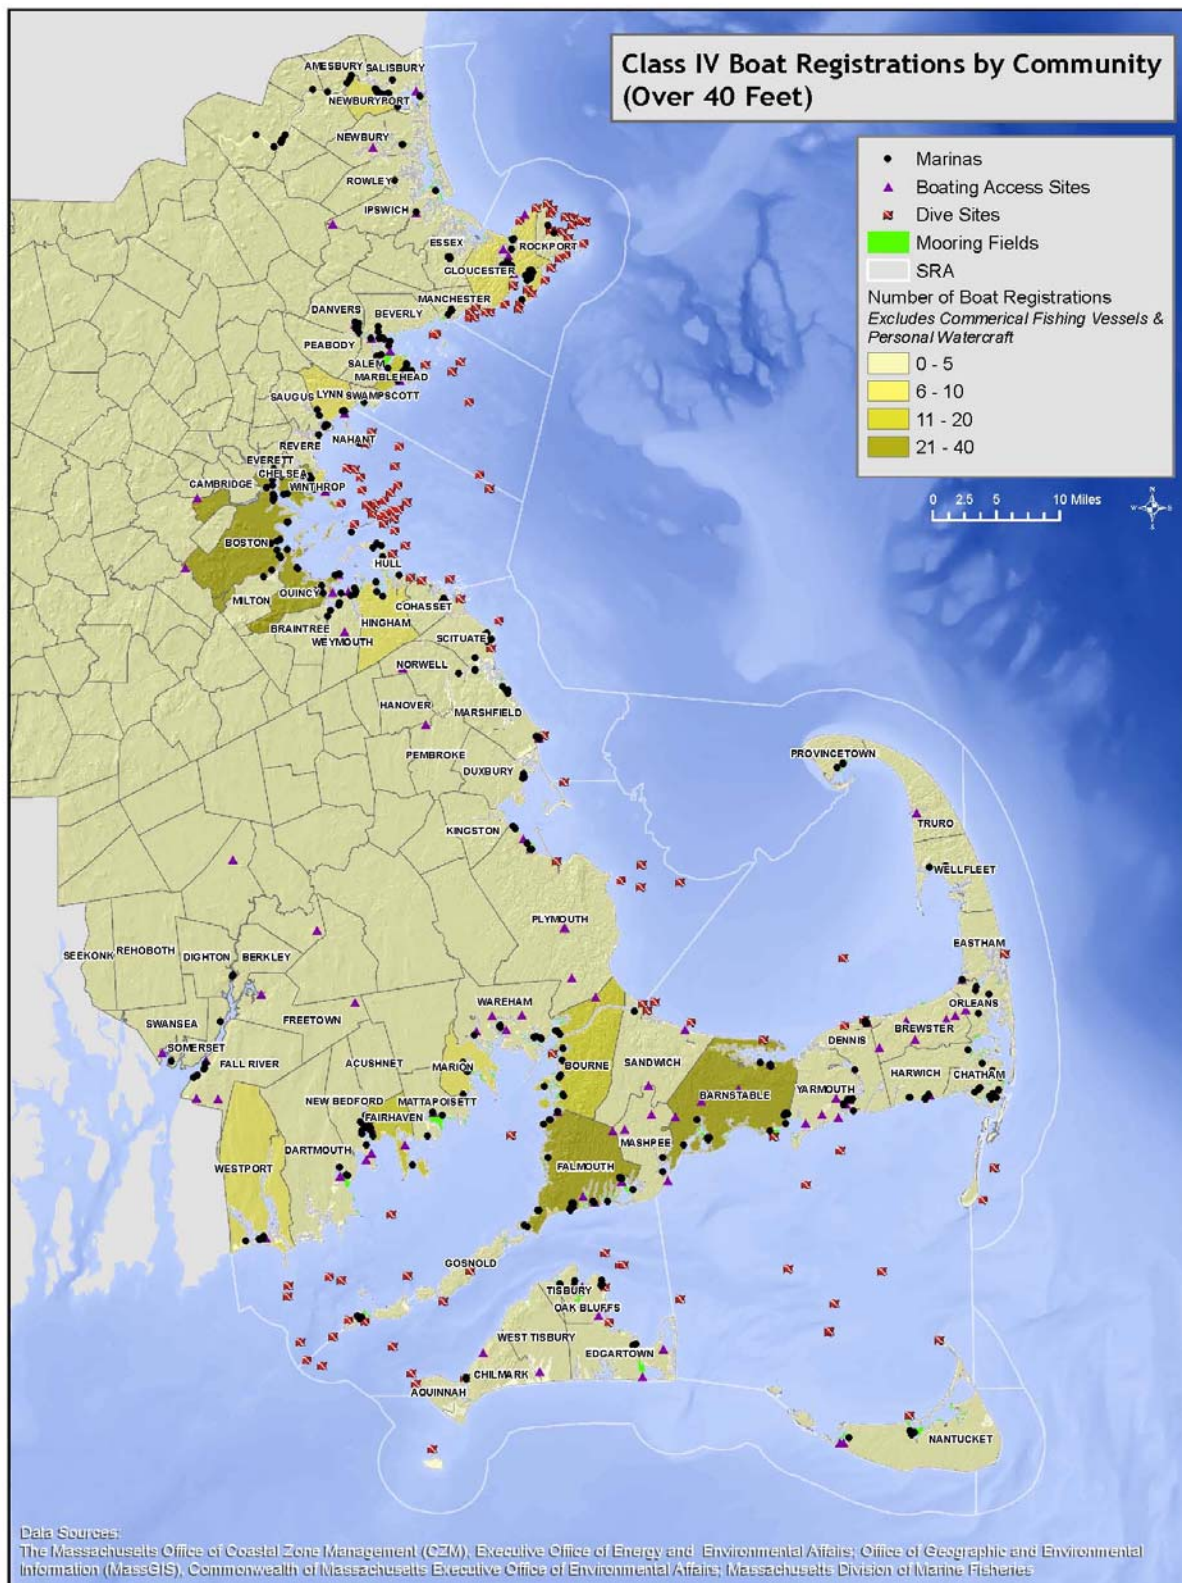 Class IV Boat Registrations by Community
(Over 40 Feet)
Marinas
Boating Access Sites
Dive Sites
Mooring Fields
SRA
Number of Boat Registrations
Excludes Commerical Fishing Vessels &
Personal Watercraft
0 - 5
6 - 10
11 - 20
21 - 40
0 2.5 5 10 Miles
N
W E
S
AMESBURY SALISBURY
NEWBURYPORT
NEWBURY
ROWLEY
IPSWICH
ESSEX
ROCKPORT
GLOUCESTER
MANCHESTER
DANVERS
BEVERLY
PEABODY
SALEM
MARBLEHEAD
SAUGUS
LYNN
SWAMPSCOTT
NAHANT
REVERE
EVERETT
CHELSEA
CAMBRIDGE
WINTHROP
BOSTON
HULL
MILTON
QUINCY
COHASSET
HINGHAM
BRAINTREE
WEYMOUTH
SCITUATE
NORWELL
HANOVER
MARSHFIELD
PEMBROKE
DUXBURY
PROVINCETOWN
TRURO
KINGSTON
WELLFLEET
PLYMOUTH
EASTHAM
SEEKONK
REHOBOTH
DIGHTON
BERKLEY
WAREHAM
ORLEANS
SWANSEA
FREETOWN
BREWSTER
DENNIS
SOMERSET
FALL RIVER
ACUSHNET
MARION
BOURNE
SANDWICH
HARWICH
CHATHAM
YARMOUTH
BARNSTABLE
NEW BEDFORD
MATTAPOISETT
FAIRHAVEN
MASHPEE
DARTMOUTH
WESTPORT
FALMOUTH
GOSNOLD
TISBURY
OAK BLUFFS
WEST TISBURY
EDGARTOWN
CHILMARK
AQUINNAH
NANTUCKET
Data Sources:
The Massachusetts Office of Coastal Zone Management (CZM), Executive Office of Energy and Environmental Affairs; Office of Geographic and Environmental
Information (MassGIS), Commonwealth of Massachusetts Executive Office of Environmental Affairs; Massachusetts Division of Marine Fisheries